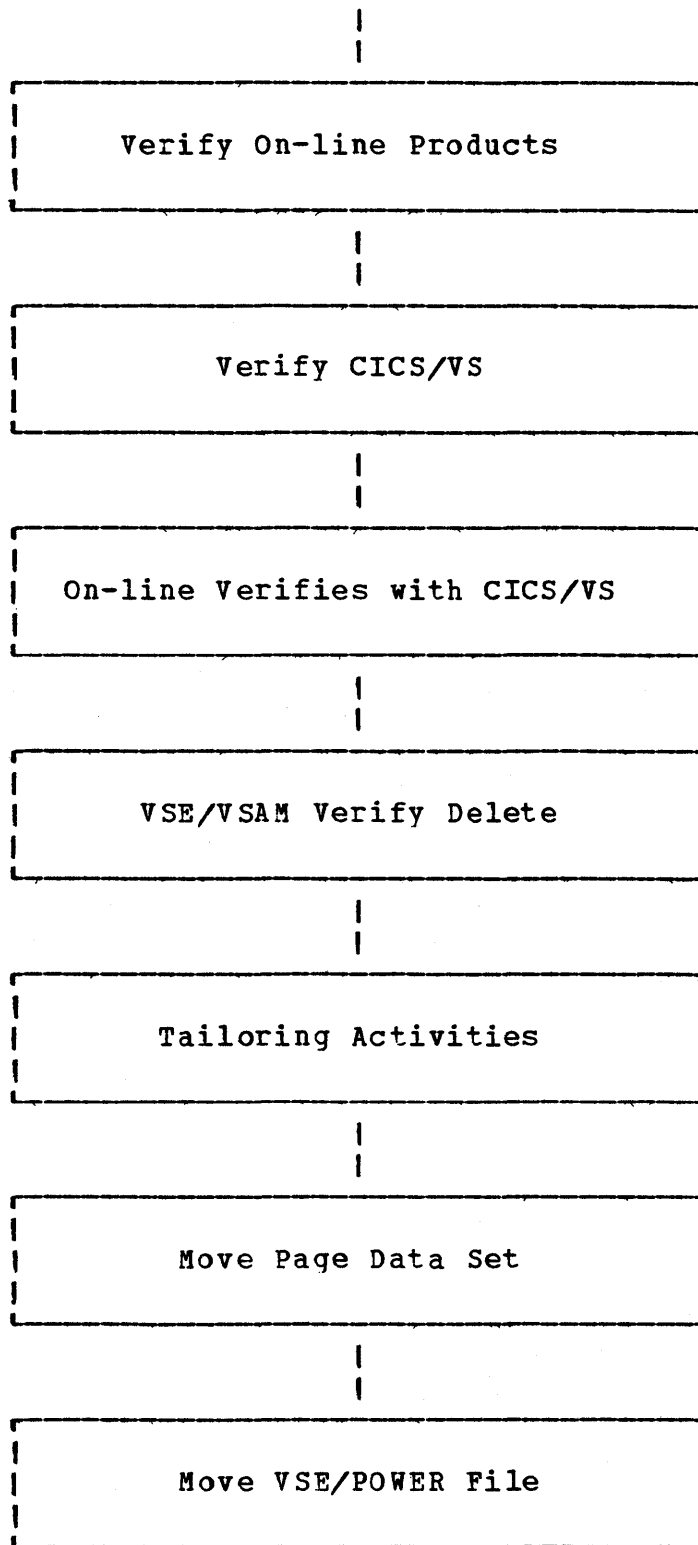 Verify On-line Products
Verify CICS/VS
On-line Verifies with CICS/VS
VSE/VSAM Verify Delete
Tailoring Activities
Move Page Data Set
Move VSE/POWER File